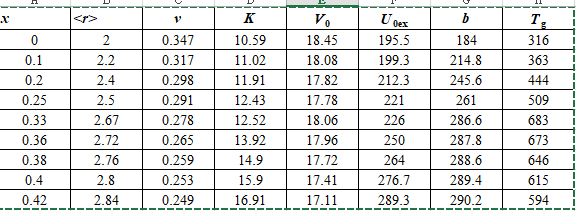 x <r> ν K V0 U0ex b Tg
0 2 0.347 10.59 18.45 195.5 184 316
0.1 2.2 0.317 11.02 18.08 199.3 214.8 363
0.2 2.4 0.298 11.91 17.82 212.3 245.6 444
0.25 2.5 0.291 12.43 17.78 221 261 509
0.33 2.67 0.278 12.52 18.06 226 286.6 683
0.36 2.72 0.265 13.92 17.96 250 287.8 673
0.38 2.76 0.259 14.9 17.72 264 288.6 646
0.4 2.8 0.253 15.9 17.41 276.7 289.4 615
0.42 2.84 0.249 16.91 17.11 289.3 290.2 594